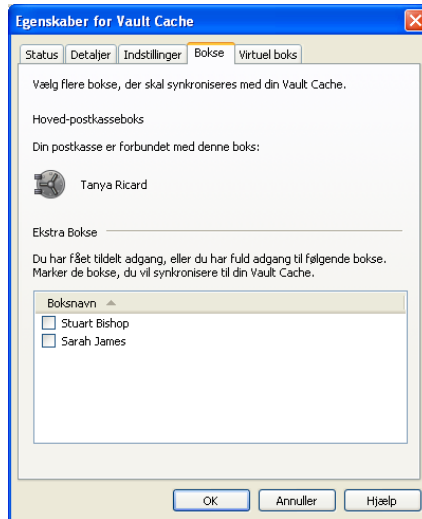 Egenskaber for Vault Cache
Status Detaljer Indstillinger Bokse Virtuel boks
Vælg flere bokse, der skal synkroniseres med din Vault Cache.
Hoved-postkasseboks
Din postkasse er forbundet med denne boks:
Tanya Ricard
Ekstra Bokse
Du har fået tildelt adgang, eller du har fuld adgang til følgende bokse.
Marker de bokse, du vil synkronisere til din Vault Cache.
Boksnavn
Stuart Bishop
Sarah James
OK Annuller Hjælp